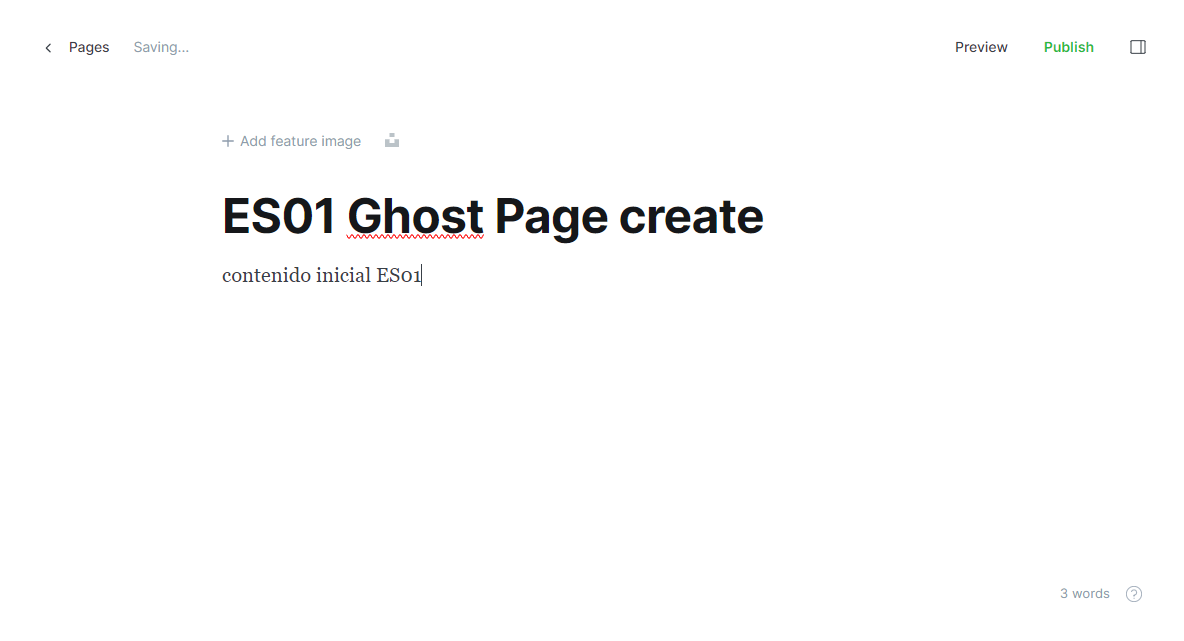 Pages Saving... Preview Publish
Add feature image
ES01 Ghost Page create
contenido inicial ES01
3 words ?